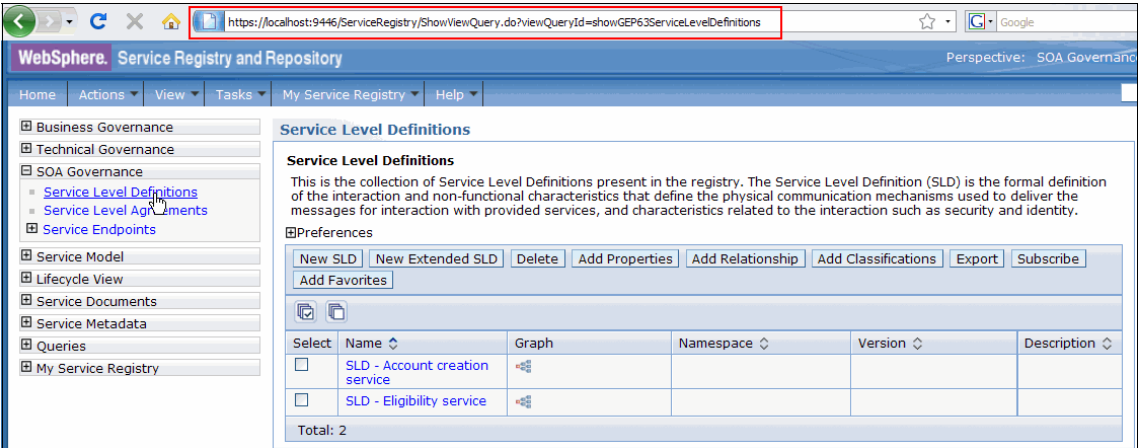 https://localhost:9446/ServiceRegistry/ShowViewQuery.do?viewQueryId=showGEP63ServiceLevelDefinitions
G Google
WebSphere. Service Registry and Repository
Perspective: SOA Governanc
Home Actions View Tasks My Service Registry Help
Business Governance
Technical Governance
SOA Governance
Service Level Definitions
Service Level Agreements
Service Endpoints
Service Model
Lifecycle View
Service Documents
Service Metadata
Queries
My Service Registry
Service Level Definitions
Service Level Definitions
This is the collection of Service Level Definitions present in the registry. The Service Level Definition (SLD) is the formal definition
of the interaction and non-functional characteristics that define the physical communication mechanisms used to deliver the
messages for interaction with provided services, and characteristics related to the interaction such as security and identity.
Preferences
New SLD New Extended SLD Delete Add Properties Add Relationship Add Classifications Export Subscribe
Add Favorites
Select Name Graph Namespace Version Description
SLD - Account creation
service
SLD - Eligibility service
Total: 2